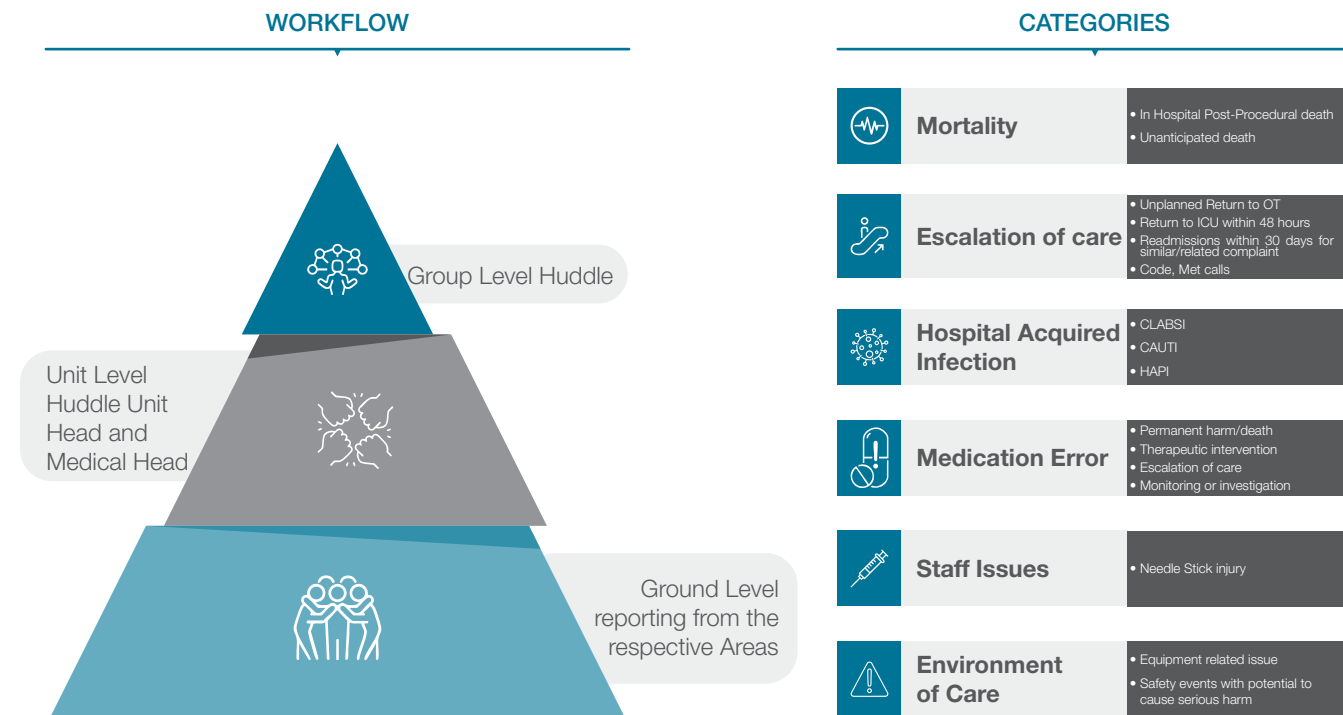 WORKFLOW
Group Level Huddle
Unit Level
Huddle Unit
Head and
Medical Head
Ground Level
reporting from the
respective Areas
CATEGORIES
Mortality
• In Hospital Post-Procedural death
• Unanticipated death
Escalation of care
• Unplanned Return to OT
• Return to ICU within 48 hours
• Readmissions within 30 days for
similar/related complaint
• Code, Met calls
Hospital Acquired
Infection
• CLABSI
• CAUTI
• HAPI
Medication Error
• Permanent harm/death
• Therapeutic intervention
• Escalation of care
• Monitoring or investigation
Staff Issues
• Needle Stick injury
Environment
of Care
• Equipment related issue
• Safety events with potential to
cause serious harm